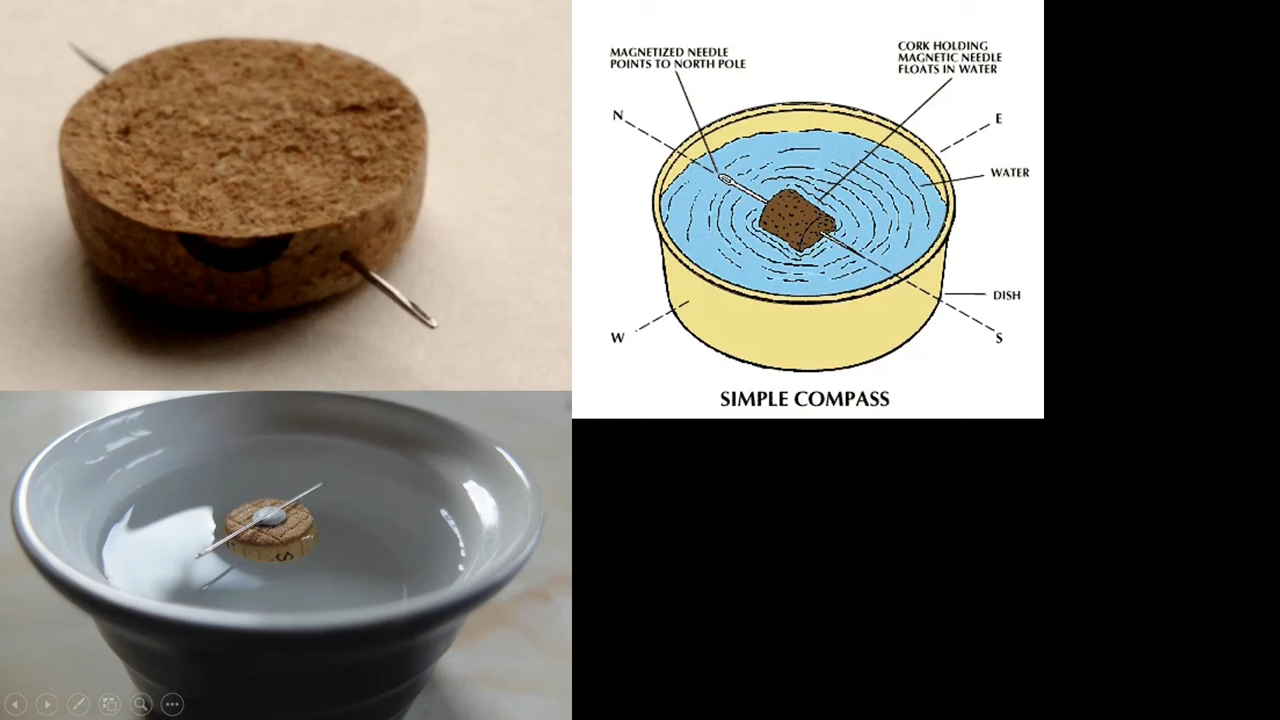 MAGNETIZED NEEDLE
POINTS TO NORTH POLE
CORK HOLDING
MAGNETIC NEEDLE
FLOATS IN WATER
N
E
WATER
DISH
W
S
SIMPLE COMPASS
S